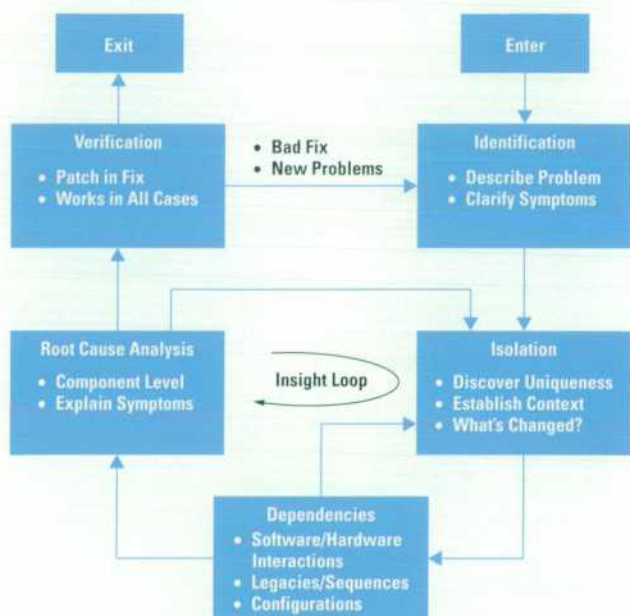 Exit
Enter
Verification
• Patch in Fix
• Works in All Cases
• Bad Fix
• New Problems
Identification
• Describe Problem
• Clarify Symptoms
Root Cause Analysis
• Component Level
• Explain Symptoms
Insight Loop
Isolation
• Discover Uniqueness
• Establish Context
• What's Changed?
Dependencies
• Software/Hardware
Interactions
• Legacies/Sequences
• Configurations